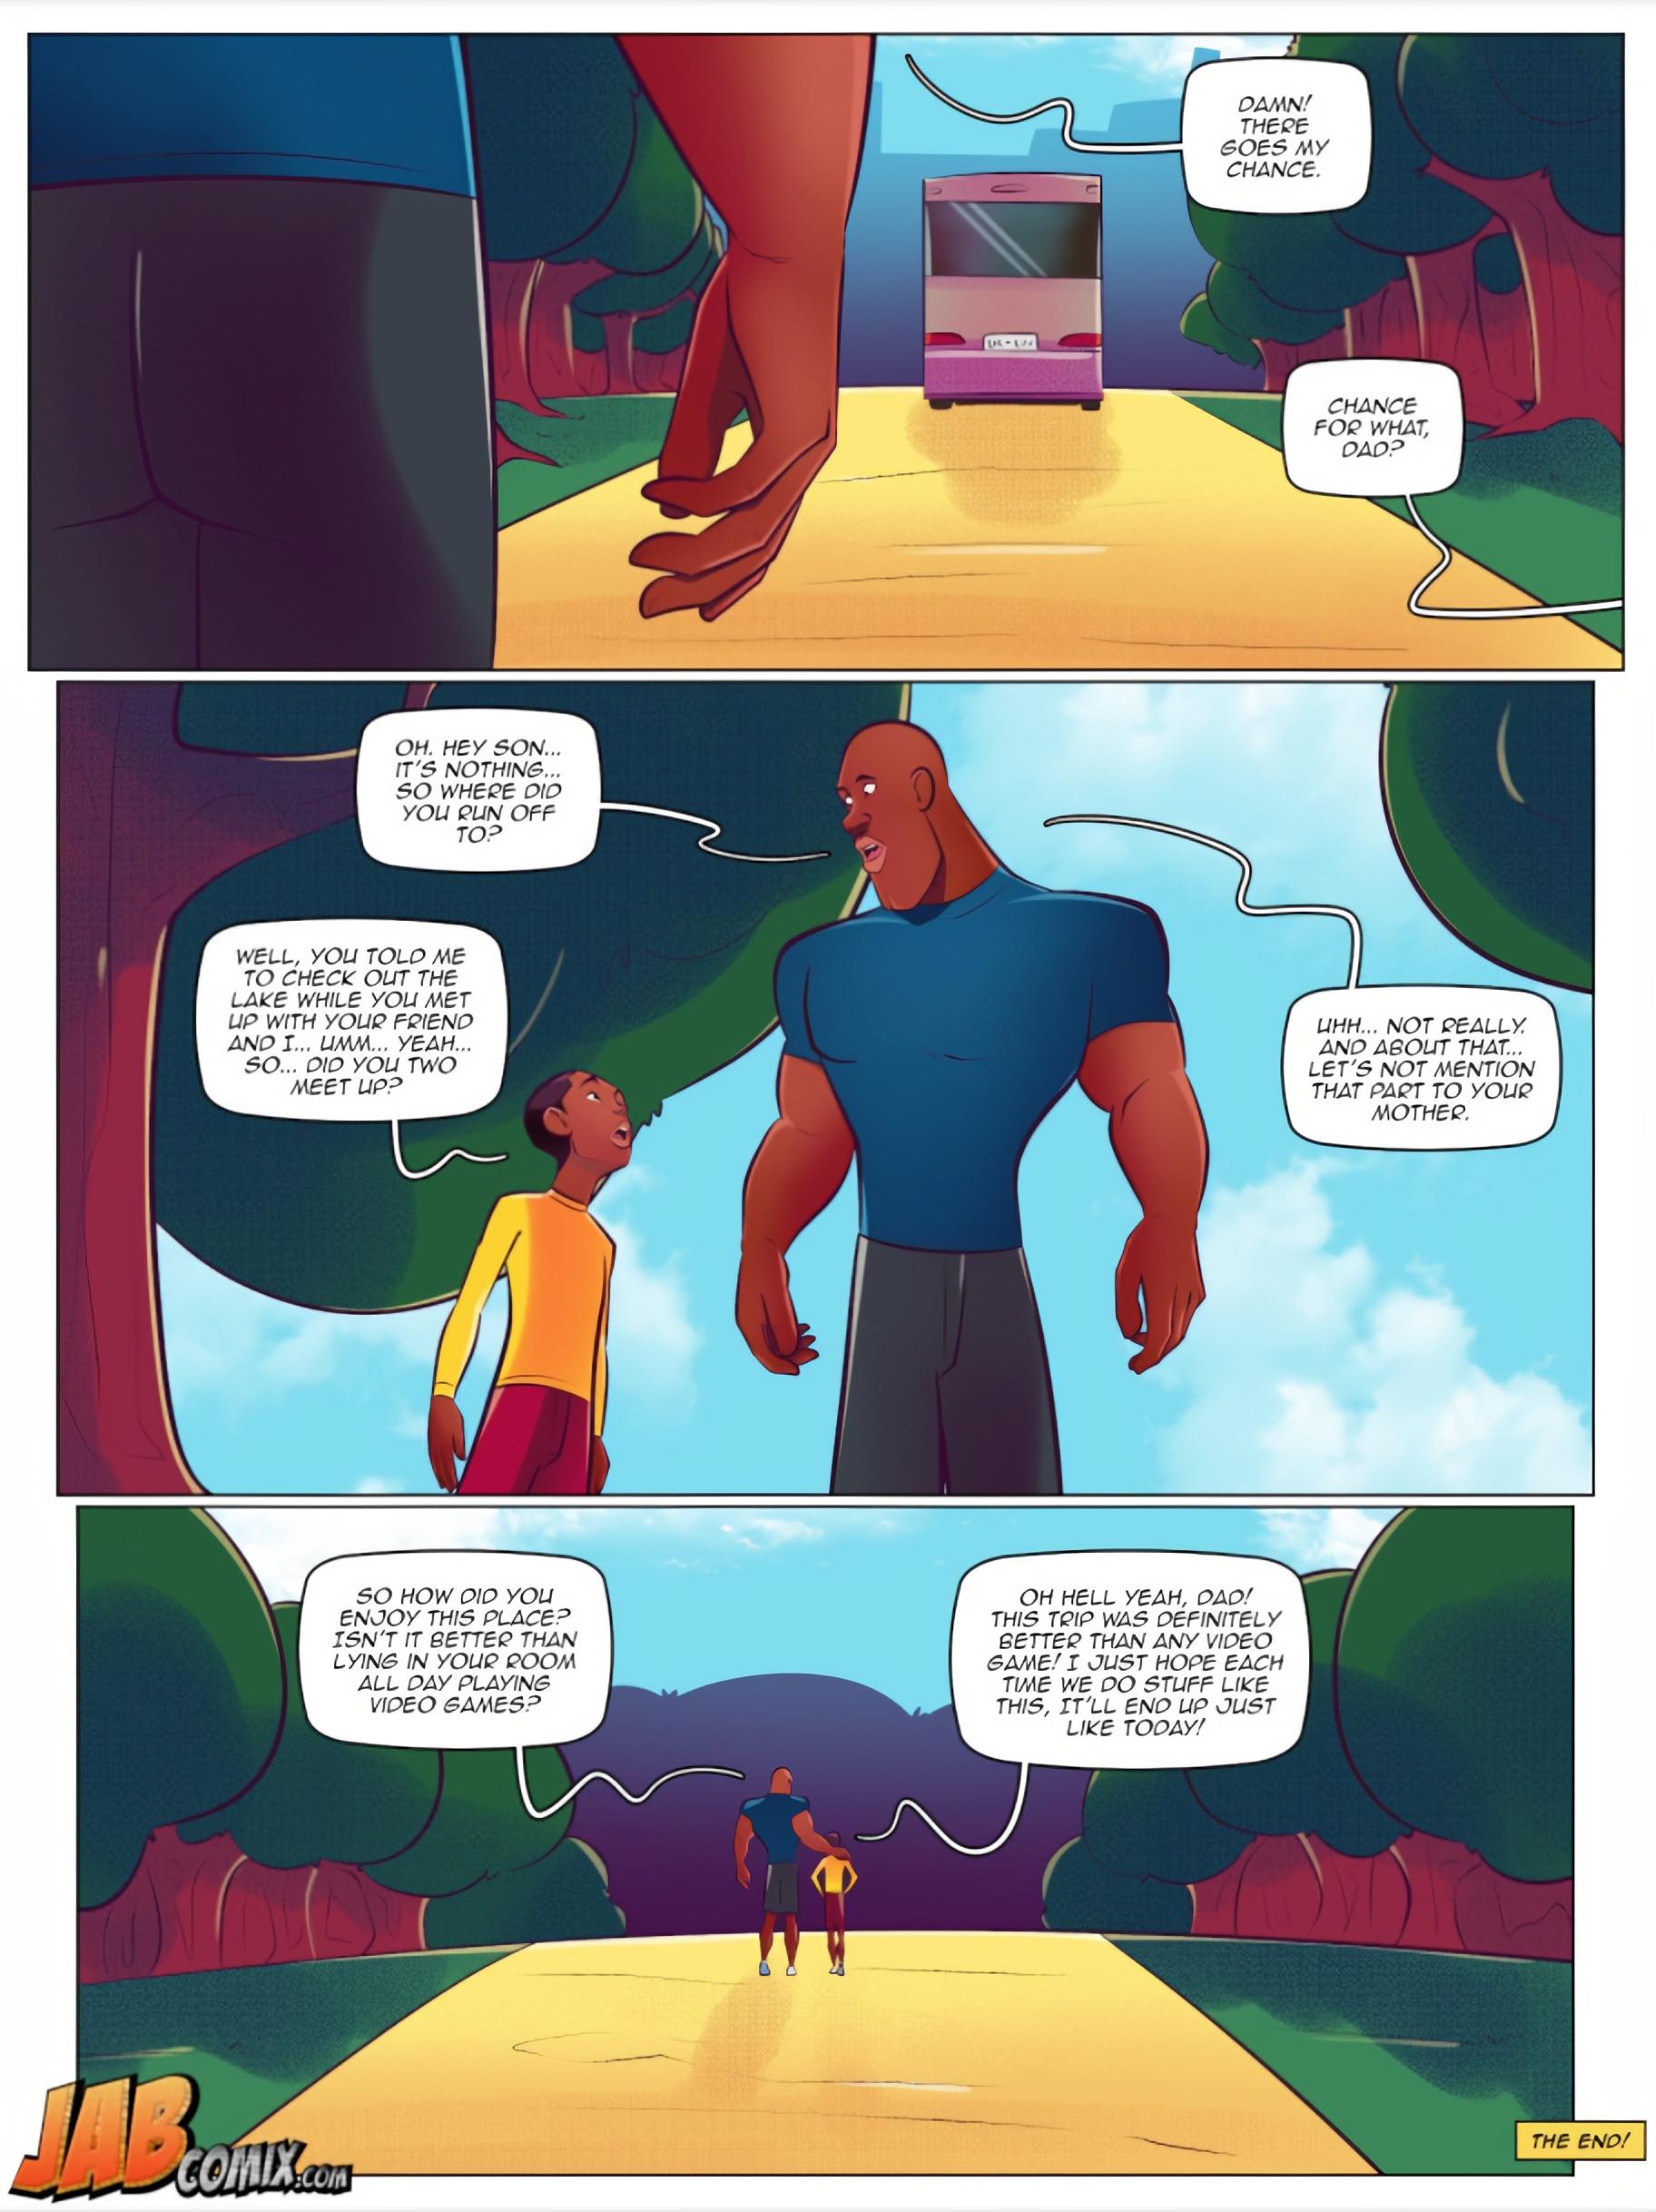 DAMN!
THERE
GOES MY
CHANCE.
CHANCE
FOR WHAT,
DAD?
OH. HEY SON...
IT'S NOTHING...
SO WHERE DID
YOU RUN OFF
TO?
WELL, YOU TOLD ME
TO CHECK OUT THE
LAKE WHILE YOU MET
UP WITH YOUR FRIEND
AND I... UMM... YEAH...
SO... DID YOU TWO
MEET UP?
UHH... NOT REALLY.
AND ABOUT THAT...
LET'S NOT MENTION
THAT PART TO YOUR
MOTHER.
SO HOW DID YOU
ENJOY THIS PLACE?
ISN'T IT BETTER THAN
LYING IN YOUR ROOM
ALL DAY PLAYING
VIDEO GAMES?
OH HELL YEAH, DAD!
THIS TRIP WAS DEFINITELY
BETTER THAN ANY VIDEO
GAME! I JUST HOPE EACH
TIME WE DO STUFF LIKE
THIS, IT'LL END UP JUST
LIKE TODAY!
JABCOMIX.COM
THE END!